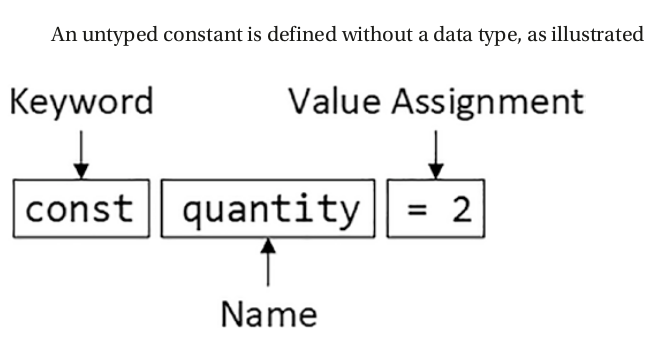 An untyped constant is defined without a data type, as illustrated
Keyword Value Assignment
const quantity = 2
Name